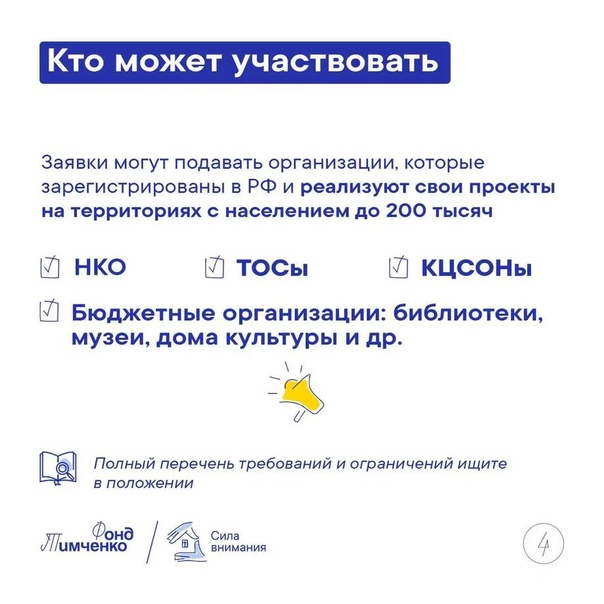 Кто может участвовать
Заявки могут подавать организации, которые
зарегистрированы в РФ и реализуют свои проекты
на территориях с населением до 200 тысяч
НКО ТОСы КЦСОНы
Бюджетные организации: библиотеки,
музеи, дома культуры и др.
Полный перечень требований и ограничений ищите
в положении
Фонд
Тимченко
Сила
внимания
4